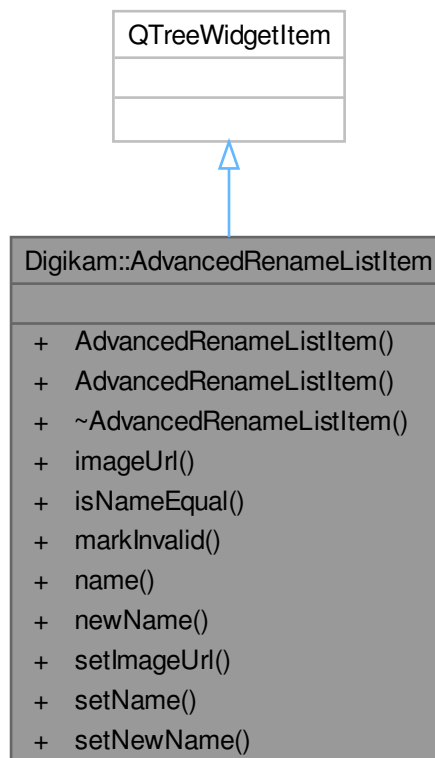 QTreeWidgetItem
Digikam::AdvancedRenameListItem
+ AdvancedRenameListItem()
+ AdvancedRenameListItem()
+ ~AdvancedRenameListItem()
+ imageUrl()
+ isNameEqual()
+ markInvalid()
+ name()
+ newName()
+ setImageUrl()
+ setName()
+ setNewName()